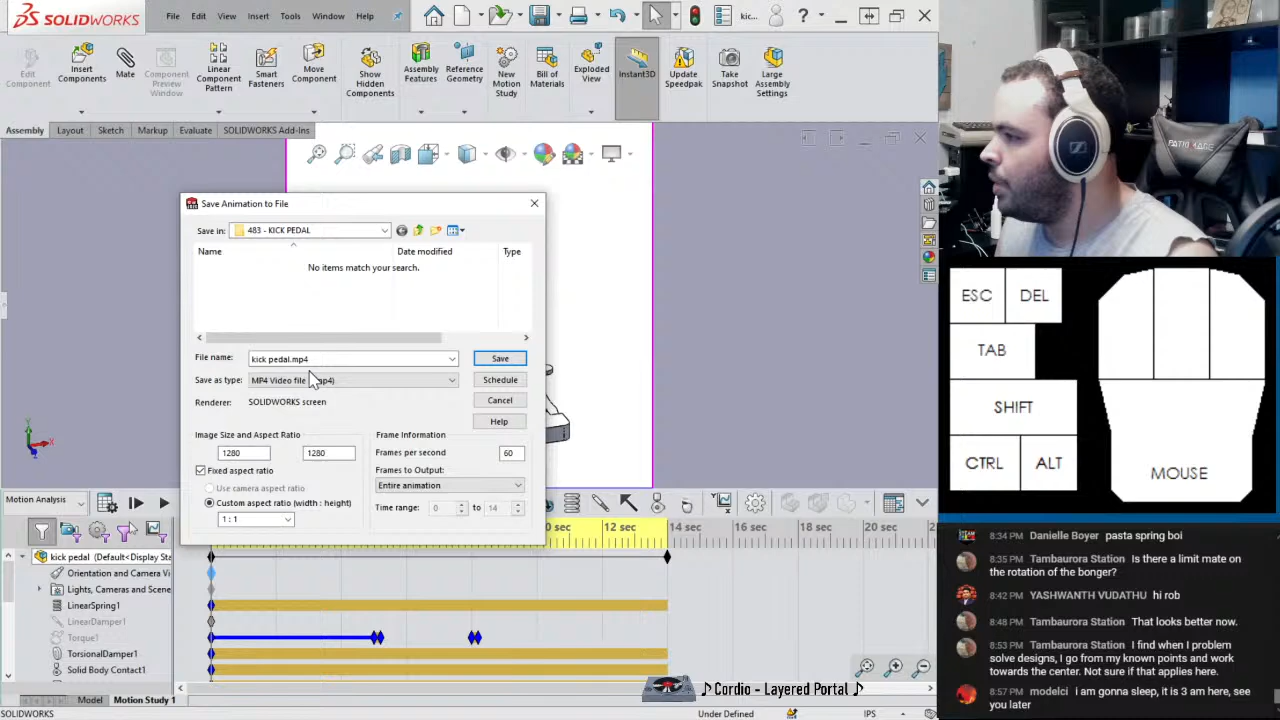 SOLIDWORKS
File
Edit
View
Insert
Tools
Window
Help
kic...
Edit
Component
Insert
Components
Mate
Component
Preview
Window
Linear
Component
Pattern
Smart
Fasteners
Move
Component
Show
Hidden
Components
Assembly
Features
Reference
Geometry
New
Motion
Study
Bill of
Materials
Exploded
View
Instant3D
Update
Speedpak
Take
Snapshot
Large
Assembly
Settings
Assembly
Layout
Sketch
Markup
Evaluate
SOLIDWORKS Add-Ins
Save Animation to File
Save in:
483 - KICK PEDAL
Name
Date modified
Type
No items match your search.
File name:
kick pedal.mp4
Save
Save as type:
MP4 Video file
Schedule
Renderer:
SOLIDWORKS screen
Cancel
Help
Image Size and Aspect Ratio
1280
1280
Fixed aspect ratio
Use camera aspect ratio
Custom aspect ratio (width : height)
1 : 1
Frame Information
Frames per second
60
Frames to Output:
Entire animation
Time range:
0
to
14
Motion Analysis
10 sec
12 sec
14 sec
16 sec
18 sec
20 sec
22 sec
kick pedal (Default<Display Sta
Orientation and Camera Vi
Lights, Cameras and Scene
LinearSpring1
LinearDamper1
Torque1
TorsionalDamper1
Solid Body Contact1
Model
Motion Study 1
SOLIDWORKS
Under Defined
IPS
♪ Cordio - Layered Portal ♪
ESC
DEL
TAB
SHIFT
CTRL
ALT
MOUSE
8:34 PM Danielle Boyer pasta spring boi
8:35 PM Tambaurora Station Is there a limit mate on
the rotation of the bonger?
8:42 PM YASHWANTH VUDATHU hi rob
8:48 PM Tambaurora Station That looks better now.
8:53 PM Tambaurora Station I find when I problem
solve designs, I go from my known points and work
towards the center. Not sure if that applies here.
8:57 PM modelci i am gonna sleep, it is 3 am here, see
you later